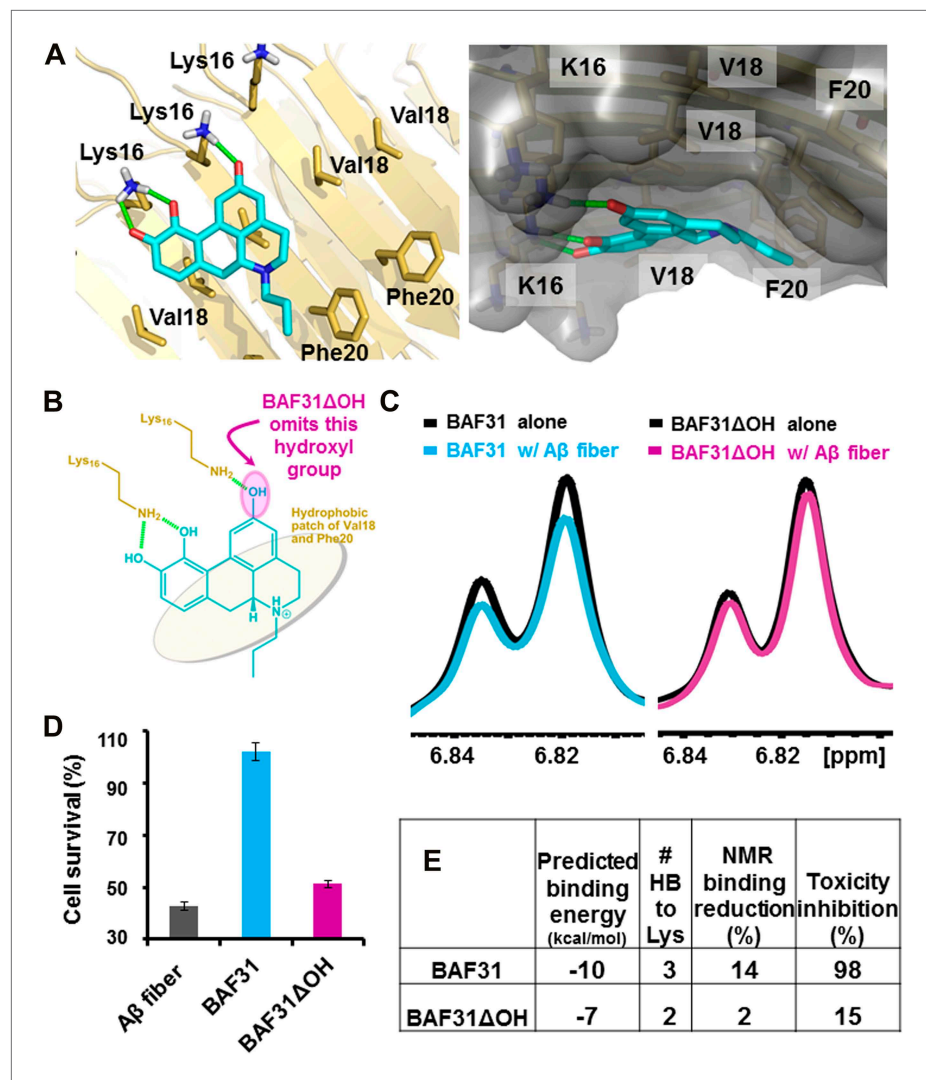 A
Lys16
Lys16
Lys16
Val18
Val18
Val18
Phe20
Phe20
K16
V18
F20
V18
K16
V18
F20
B
BAF31ΔOH
omits this
hydroxyl
group
Lys16
Lys16
NH2
NH2
OH
OH
HO
Hydrophobic
patch of Val18
and Phe20
H
N
H
C
BAF31 alone
BAF31 w/ Aβ fiber
BAF31ΔOH alone
BAF31ΔOH w/ Aβ fiber
6.84 6.82
6.84 6.82 [ppm]
D
Cell survival (%)
110
90
70
50
30
Aβ fiber
BAF31
BAF31ΔOH
E
Predicted
binding
energy
(kcal/mol)
#
HB
to
Lys
NMR
binding
reduction
(%)
Toxicity
inhibition
(%)
BAF31 -10 3 14 98
BAF31ΔOH -7 2 2 15